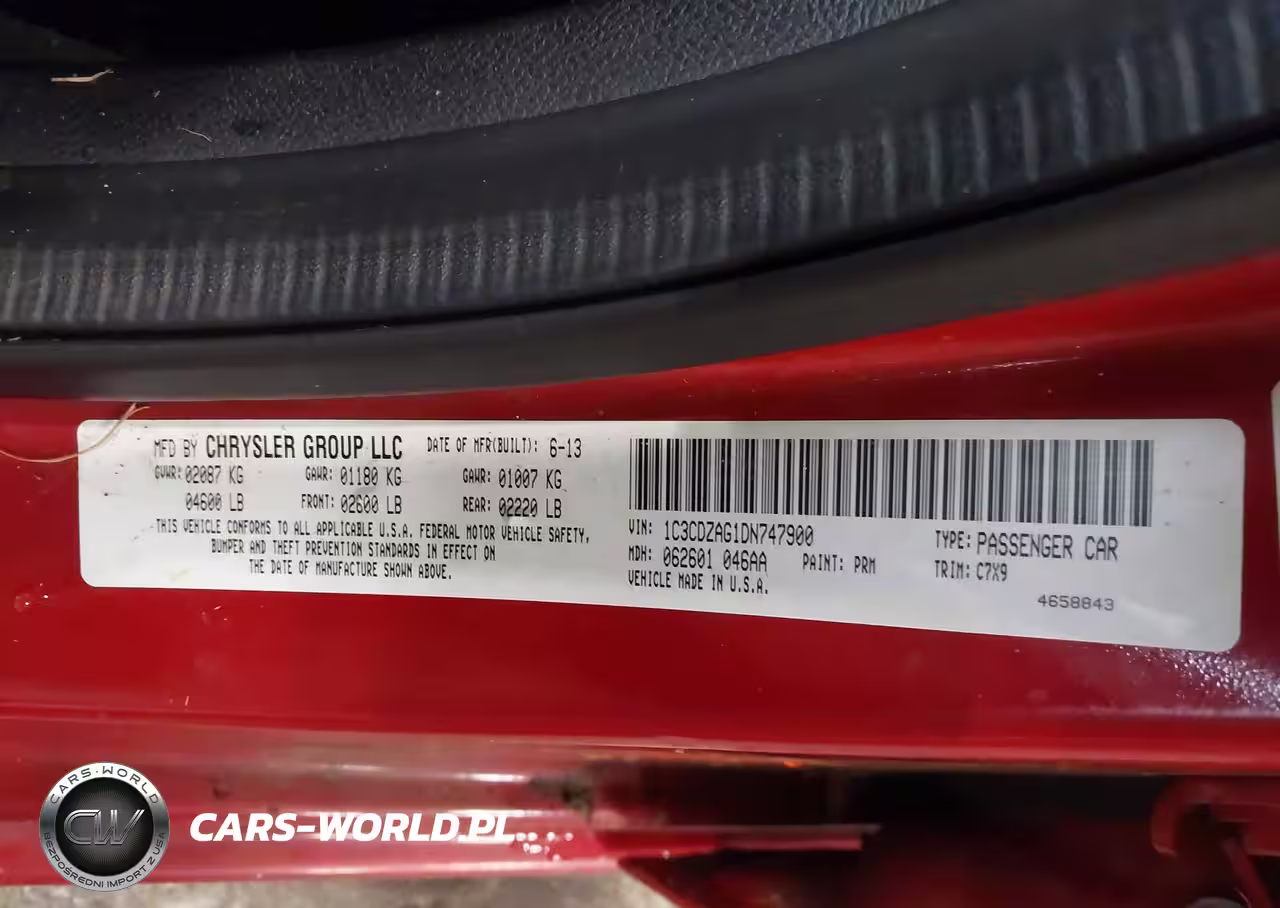 MFD BY CHRYSLER GROUP LLC DATE OF MFR(BUILT): 6-13
GVWR: 02087 KG GAWR: 01180 KG GAWR: 01007 KG
04600 LB FRONT: 02600 LB REAR: 02220 LB
THIS VEHICLE CONFORMS TO ALL APPLICABLE U.S.A. FEDERAL MOTOR VEHICLE SAFETY,
BUMPER AND THEFT PREVENTION STANDARDS IN EFFECT ON
THE DATE OF MANUFACTURE SHOWN ABOVE.
VIN: 1C3CDZAG1DN747900 TYPE: PASSENGER CAR
MDH: 062601 046AA PAINT: PRM TRIM: C7X9
VEHICLE MADE IN U.S.A.
4658843
CARS-WORLD
CW
BEZPOŚREDNI IMPORT Z USA
CARS-WORLD.PL...